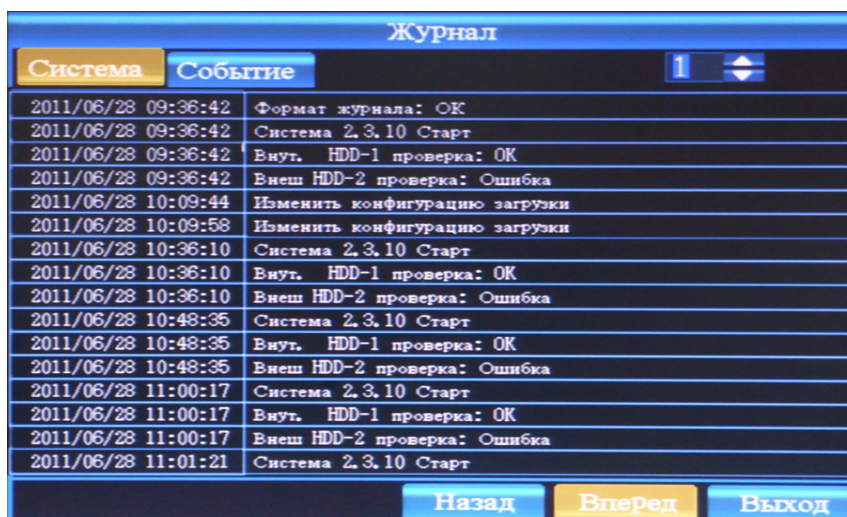 Журнал
Система Событие 1
2011/06/28 09:36:42 Формат журнала: OK
2011/06/28 09:36:42 Система 2.3.10 Старт
2011/06/28 09:36:42 Внут. HDD-1 проверка: OK
2011/06/28 09:36:42 Внеш HDD-2 проверка: Ошибка
2011/06/28 10:09:44 Изменить конфигурацию загрузки
2011/06/28 10:09:58 Изменить конфигурацию загрузки
2011/06/28 10:36:10 Система 2.3.10 Старт
2011/06/28 10:36:10 Внут. HDD-1 проверка: OK
2011/06/28 10:36:10 Внеш HDD-2 проверка: Ошибка
2011/06/28 10:48:35 Система 2.3.10 Старт
2011/06/28 10:48:35 Внут. HDD-1 проверка: OK
2011/06/28 10:48:35 Внеш HDD-2 проверка: Ошибка
2011/06/28 11:00:17 Система 2.3.10 Старт
2011/06/28 11:00:17 Внут. HDD-1 проверка: OK
2011/06/28 11:00:17 Внеш HDD-2 проверка: Ошибка
2011/06/28 11:01:21 Система 2.3.10 Старт
Назад Вперед Выход